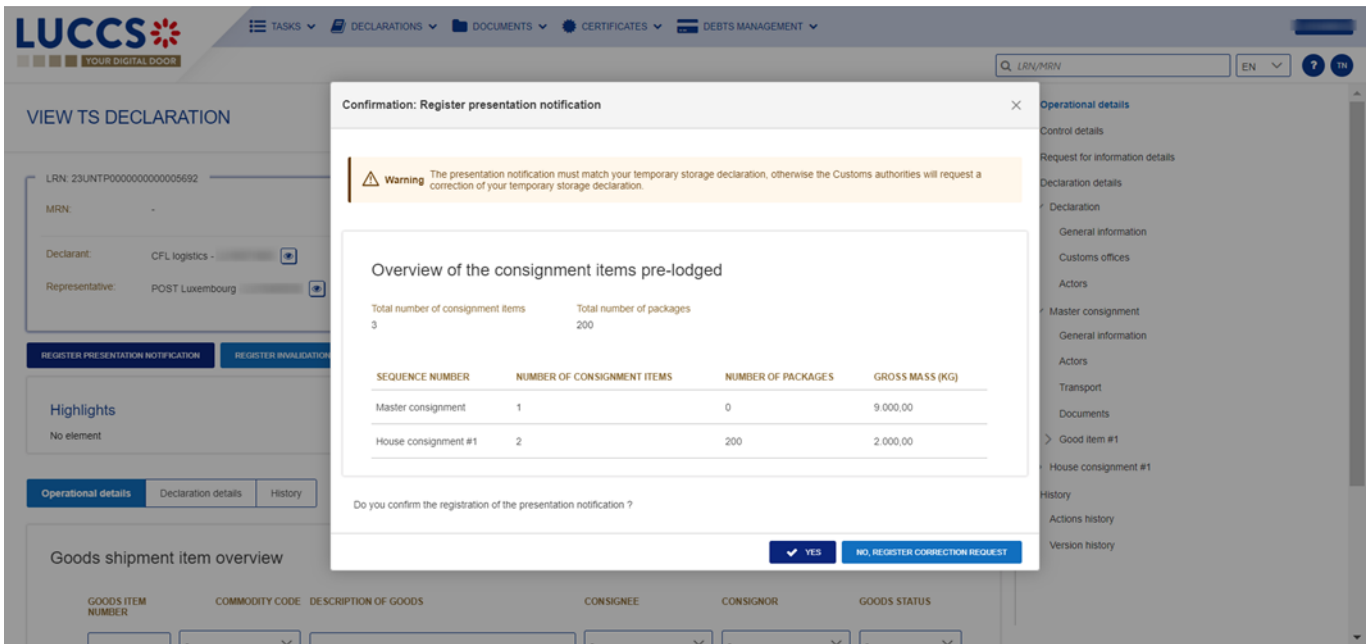 LUCCS
YOUR DIGITAL DOOR
TASKS
DECLARATIONS
DOCUMENTS
CERTIFICATES
DEBTS MANAGEMENT
LRN/MRN
EN
?
TN
VIEW TS DECLARATION
LRN: 23UNTP0000000000005692
MRN: -
Declarant: CFL logistics -
Representative: POST Luxembourg
REGISTER PRESENTATION NOTIFICATION
REGISTER INVALIDATION
Highlights
No element
Operational details
Declaration details
History
Goods shipment item overview
GOODS ITEM NUMBER
COMMODITY CODE
DESCRIPTION OF GOODS
CONSIGNEE
CONSIGNOR
GOODS STATUS
Confirmation: Register presentation notification
Warning The presentation notification must match your temporary storage declaration, otherwise the Customs authorities will request a
correction of your temporary storage declaration.
Overview of the consignment items pre-lodged
Total number of consignment items Total number of packages
3 200
SEQUENCE NUMBER NUMBER OF CONSIGNMENT ITEMS NUMBER OF PACKAGES GROSS MASS (KG)
Master consignment 1 0 9.000,00
House consignment #1 2 200 2.000,00
Do you confirm the registration of the presentation notification ?
YES
NO, REGISTER CORRECTION REQUEST
Operational details
Control details
Request for information details
Declaration details
Declaration
General information
Customs offices
Actors
Master consignment
General information
Actors
Transport
Documents
Good item #1
House consignment #1
History
Actions history
Version history